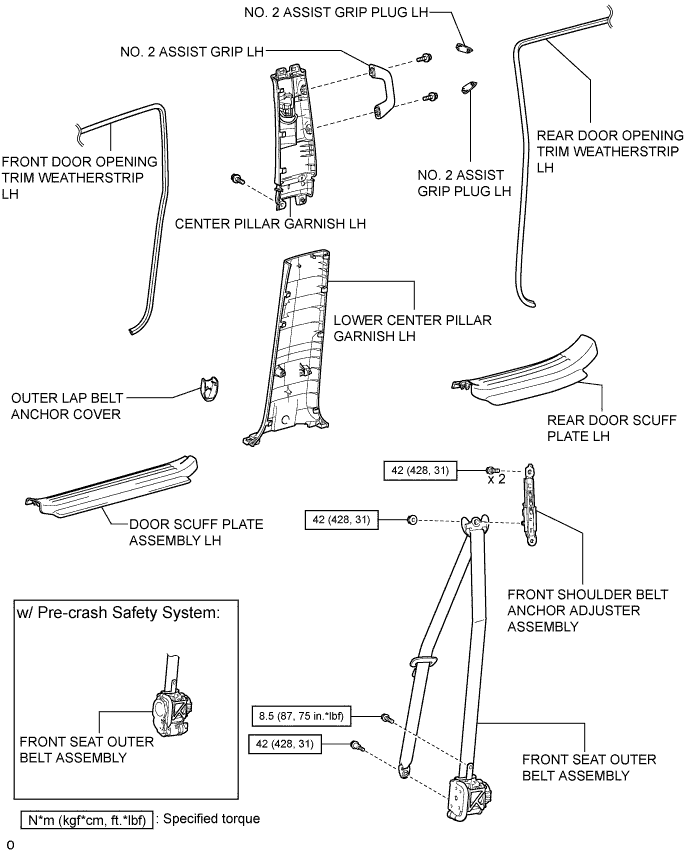 NO. 2 ASSIST GRIP PLUG LH
NO. 2 ASSIST GRIP LH
REAR DOOR OPENING
TRIM WEATHERSTRIP
LH
FRONT DOOR OPENING
TRIM WEATHERSTRIP
LH
NO. 2 ASSIST
GRIP PLUG LH
CENTER PILLAR GARNISH LH
LOWER CENTER PILLAR
GARNISH LH
OUTER LAP BELT
ANCHOR COVER
REAR DOOR SCUFF
PLATE LH
42 (428, 31)
x 2
DOOR SCUFF PLATE
ASSEMBLY LH
42 (428, 31)
FRONT SHOULDER BELT
ANCHOR ADJUSTER
ASSEMBLY
w/ Pre-crash Safety System:
FRONT SEAT OUTER
BELT ASSEMBLY
8.5 (87, 75 in.*lbf)
42 (428, 31)
FRONT SEAT OUTER
BELT ASSEMBLY
N*m (kgf*cm, ft.*lbf) : Specified torque
O